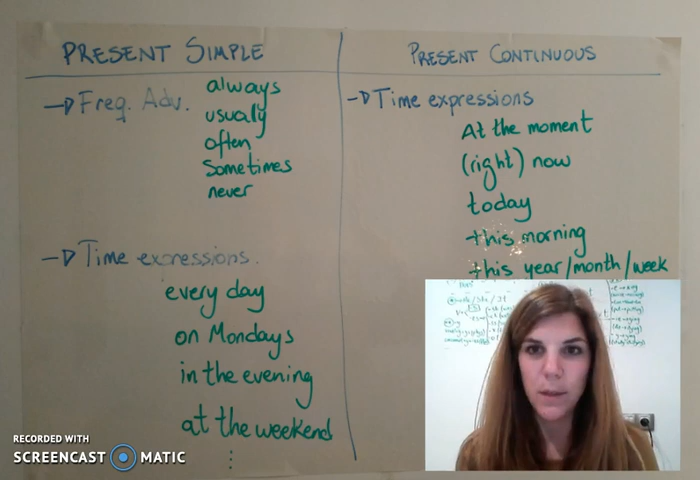 PRESENT SIMPLE
→ Freq. Adv.
always
usualy
often
Sometimes
never
→ Time expressions.
every day
on Mondays
in the evening
at the weekend
⋮
PRESENT CONTINUOUS
→ Time expressions
At the moment
(right) now
today
this morning
this year/month/week
RECORDED WITH
SCREENCAST MATIC